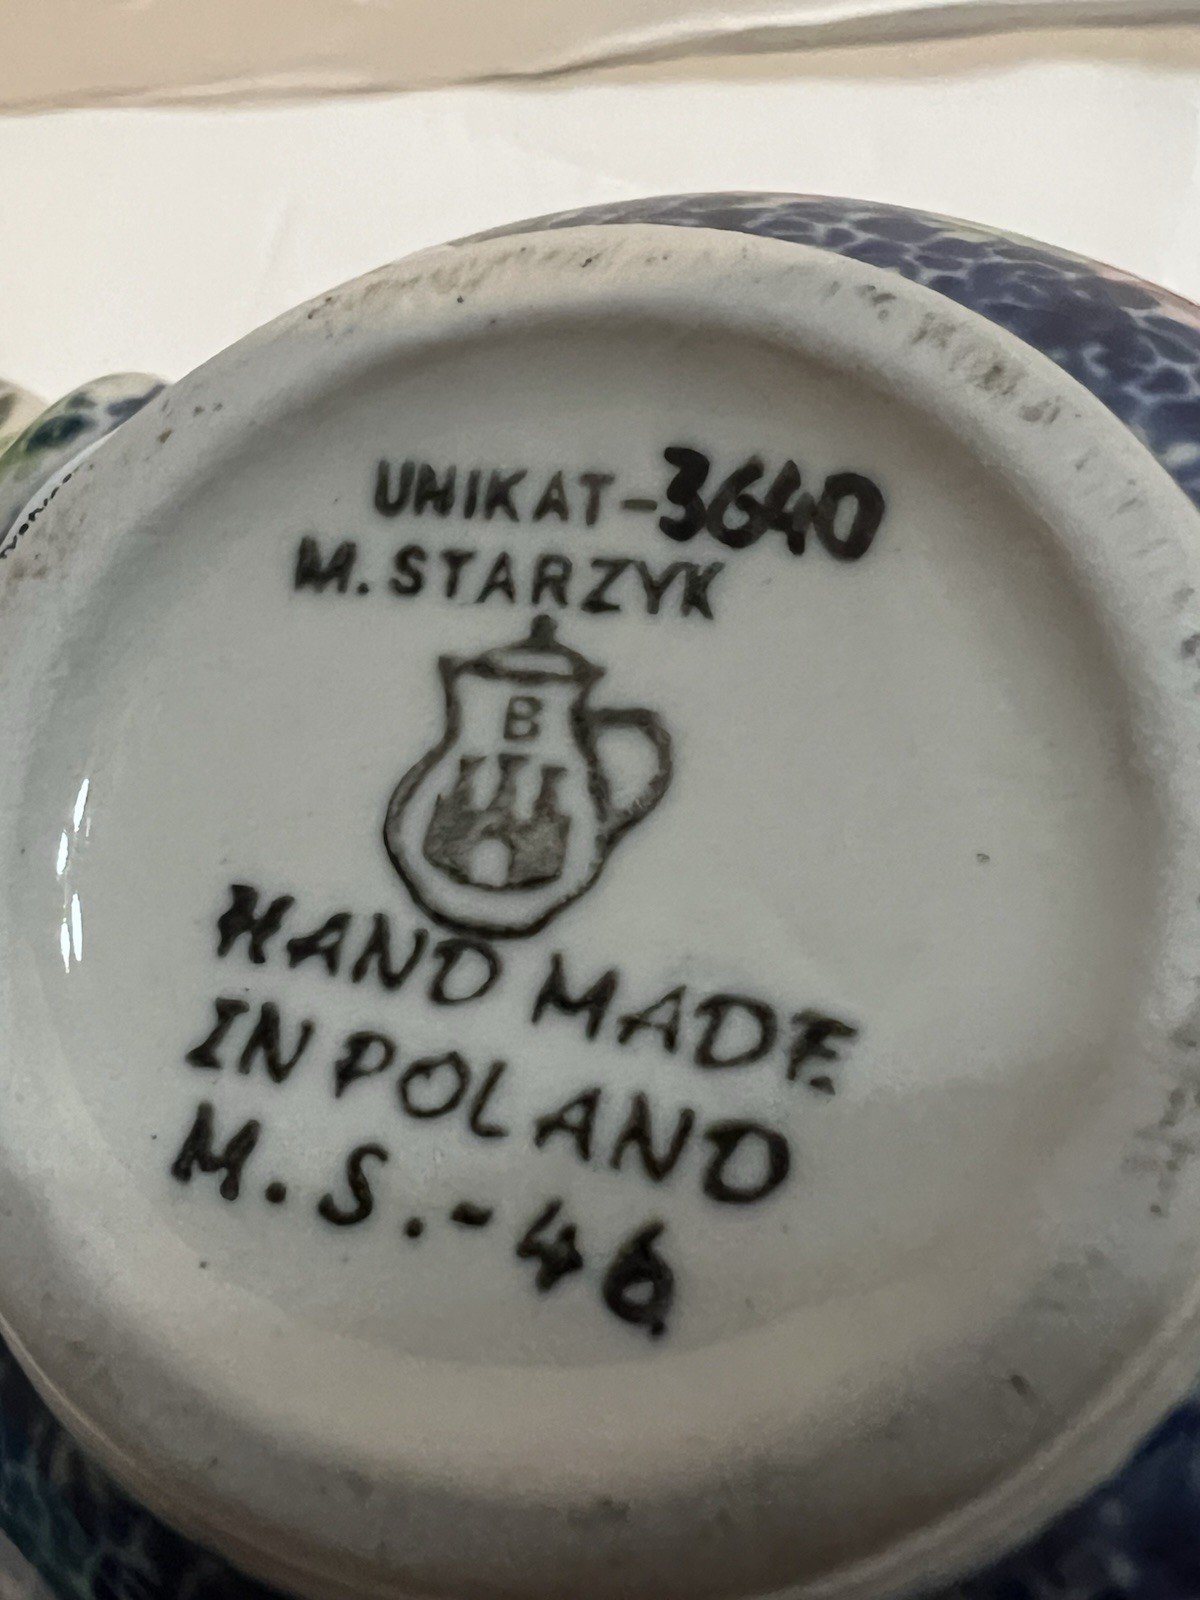 UNIKAT-3640
M. STARZYK
B
HAND MADE
IN POLAND
M.S.-46